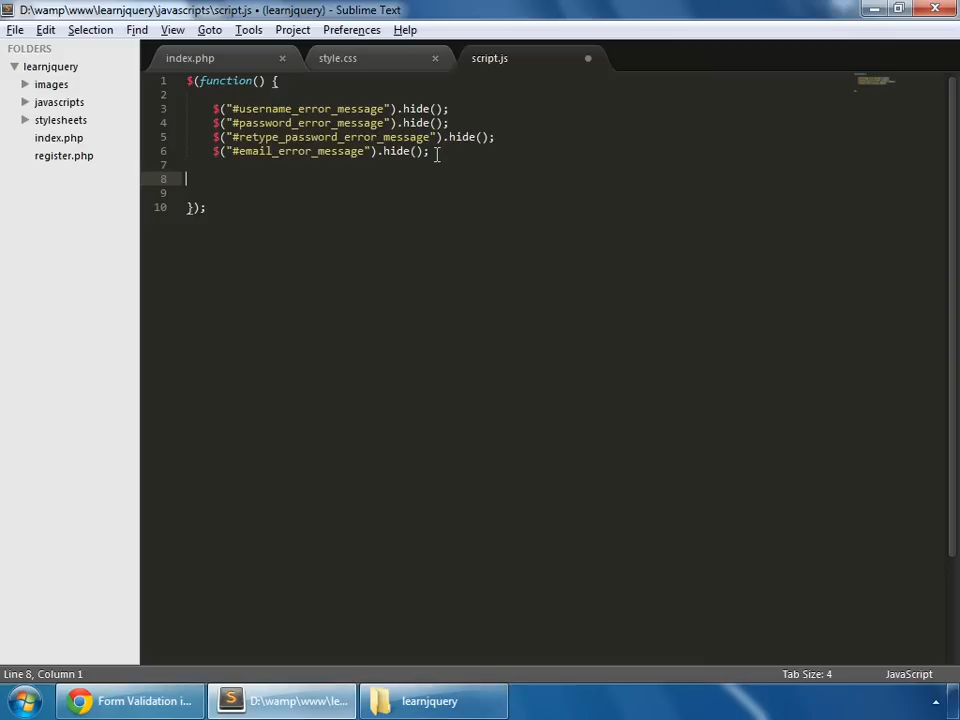 D:\wamp\www\learnjquery\javascripts\script.js • (learnjquery) - Sublime Text
File Edit Selection Find View Goto Tools Project Preferences Help
FOLDERS
learnjquery
images
javascripts
stylesheets
index.php
register.php
index.php × style.css × script.js
1 $(function() {
2
3 $("#username_error_message").hide();
4 $("#password_error_message").hide();
5 $("#retype_password_error_message").hide();
6 $("#email_error_message").hide();
7
8
9
10 });
Line 8, Column 1 Tab Size: 4 JavaScript
Form Validation i... D:\wamp\www\le... learnjquery